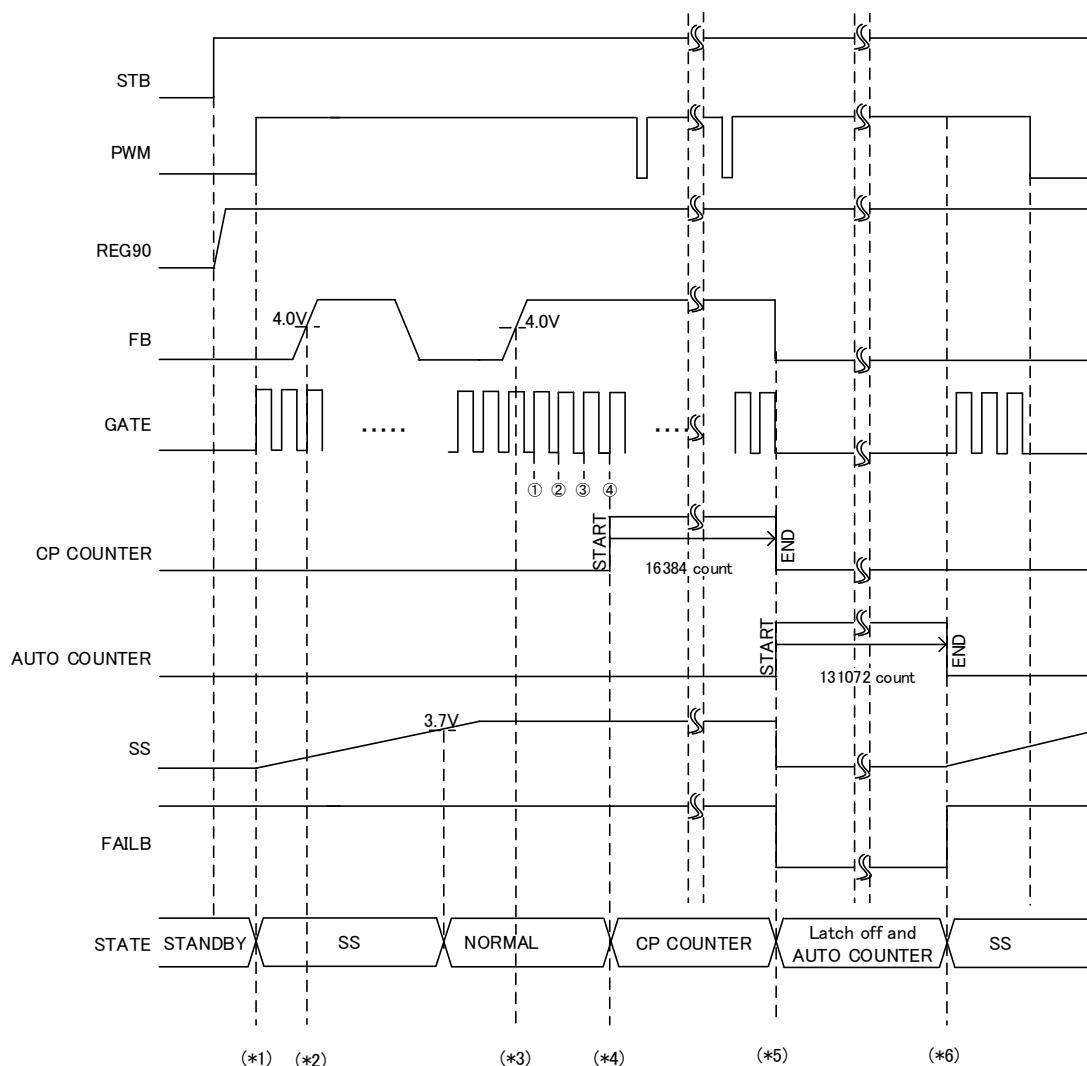 STB
PWM
REG90
4.0V
4.0V
FB
GATE
.....
....
① ② ③ ④
CP COUNTER
START
END
16384 count
AUTO COUNTER
START
END
131072 count
3.7V
SS
FAILB
STATE STANDBY SS NORMAL CP COUNTER Latch off and AUTO COUNTER SS
(*1) (*2) (*3) (*4) (*5) (*6)